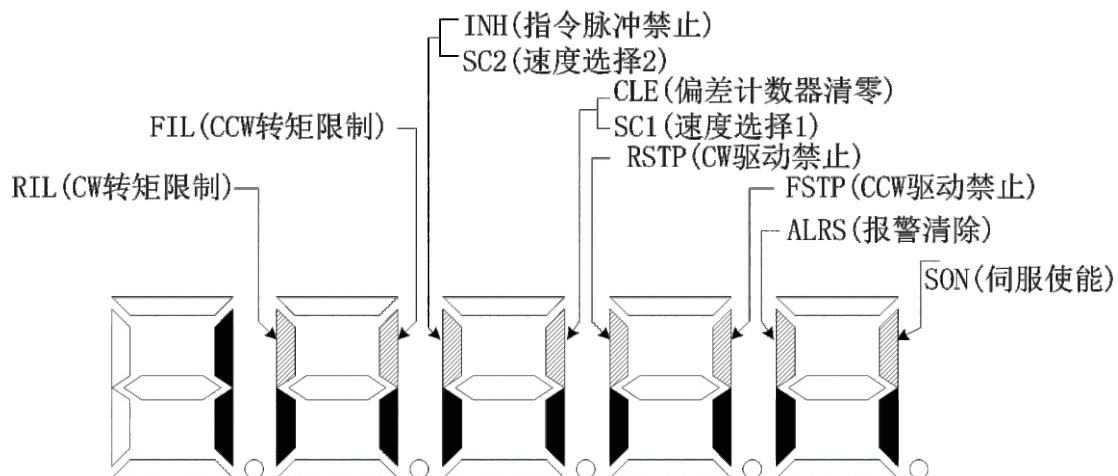 INH(指令脉冲禁止)
SC2(速度选择2)
CLE(偏差计数器清零)
FIL(CCW转矩限制)
SC1(速度选择1)
RSTP(CW驱动禁止)
RIL(CW转矩限制)
FSTP(CCW驱动禁止)
ALRS(报警清除)
SON(伺服使能)